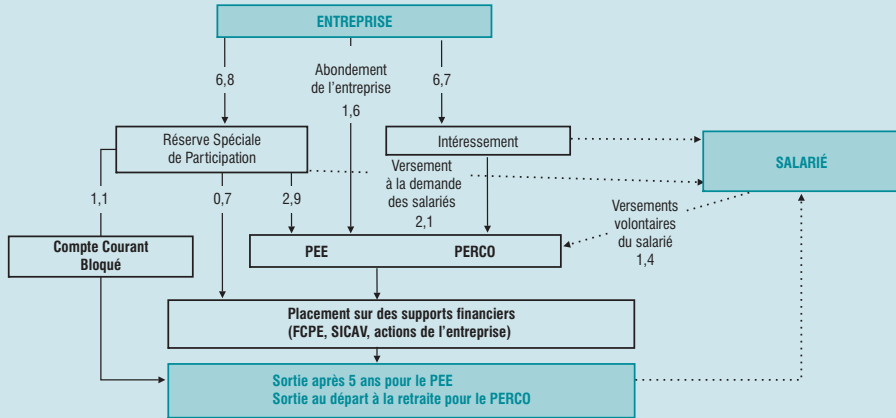 ENTREPRISE
6,8
Abondement
de l'entreprise
1,6
6,7
Réserve Spéciale
de Participation
Intéressement
SALARIÉ
1,1
0,7
2,9
Versement
à la demande
des salariés
2,1
Versements
volontaires
du salarié
1,4
Compte Courant
Bloqué
PEE PERCO
Placement sur des supports financiers
(FCPE, SICAV, actions de l'entreprise)
Sortie après 5 ans pour le PEE
Sortie au départ à la retraite pour le PERCO